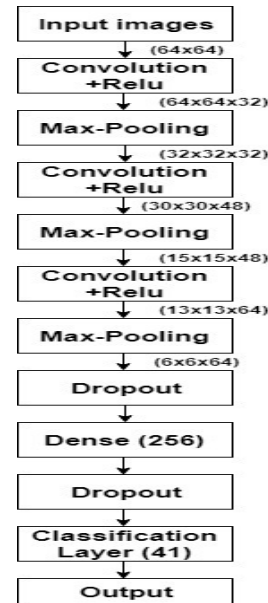 Input images
(64x64)
Convolution
+Relu
(64x64x32)
Max-Pooling
(32x32x32)
Convolution
+Relu
(30x30x48)
Max-Pooling
(15x15x48)
Convolution
+Relu
(13x13x64)
Max-Pooling
(6x6x64)
Dropout
Dense (256)
Dropout
Classification
Layer (41)
Output